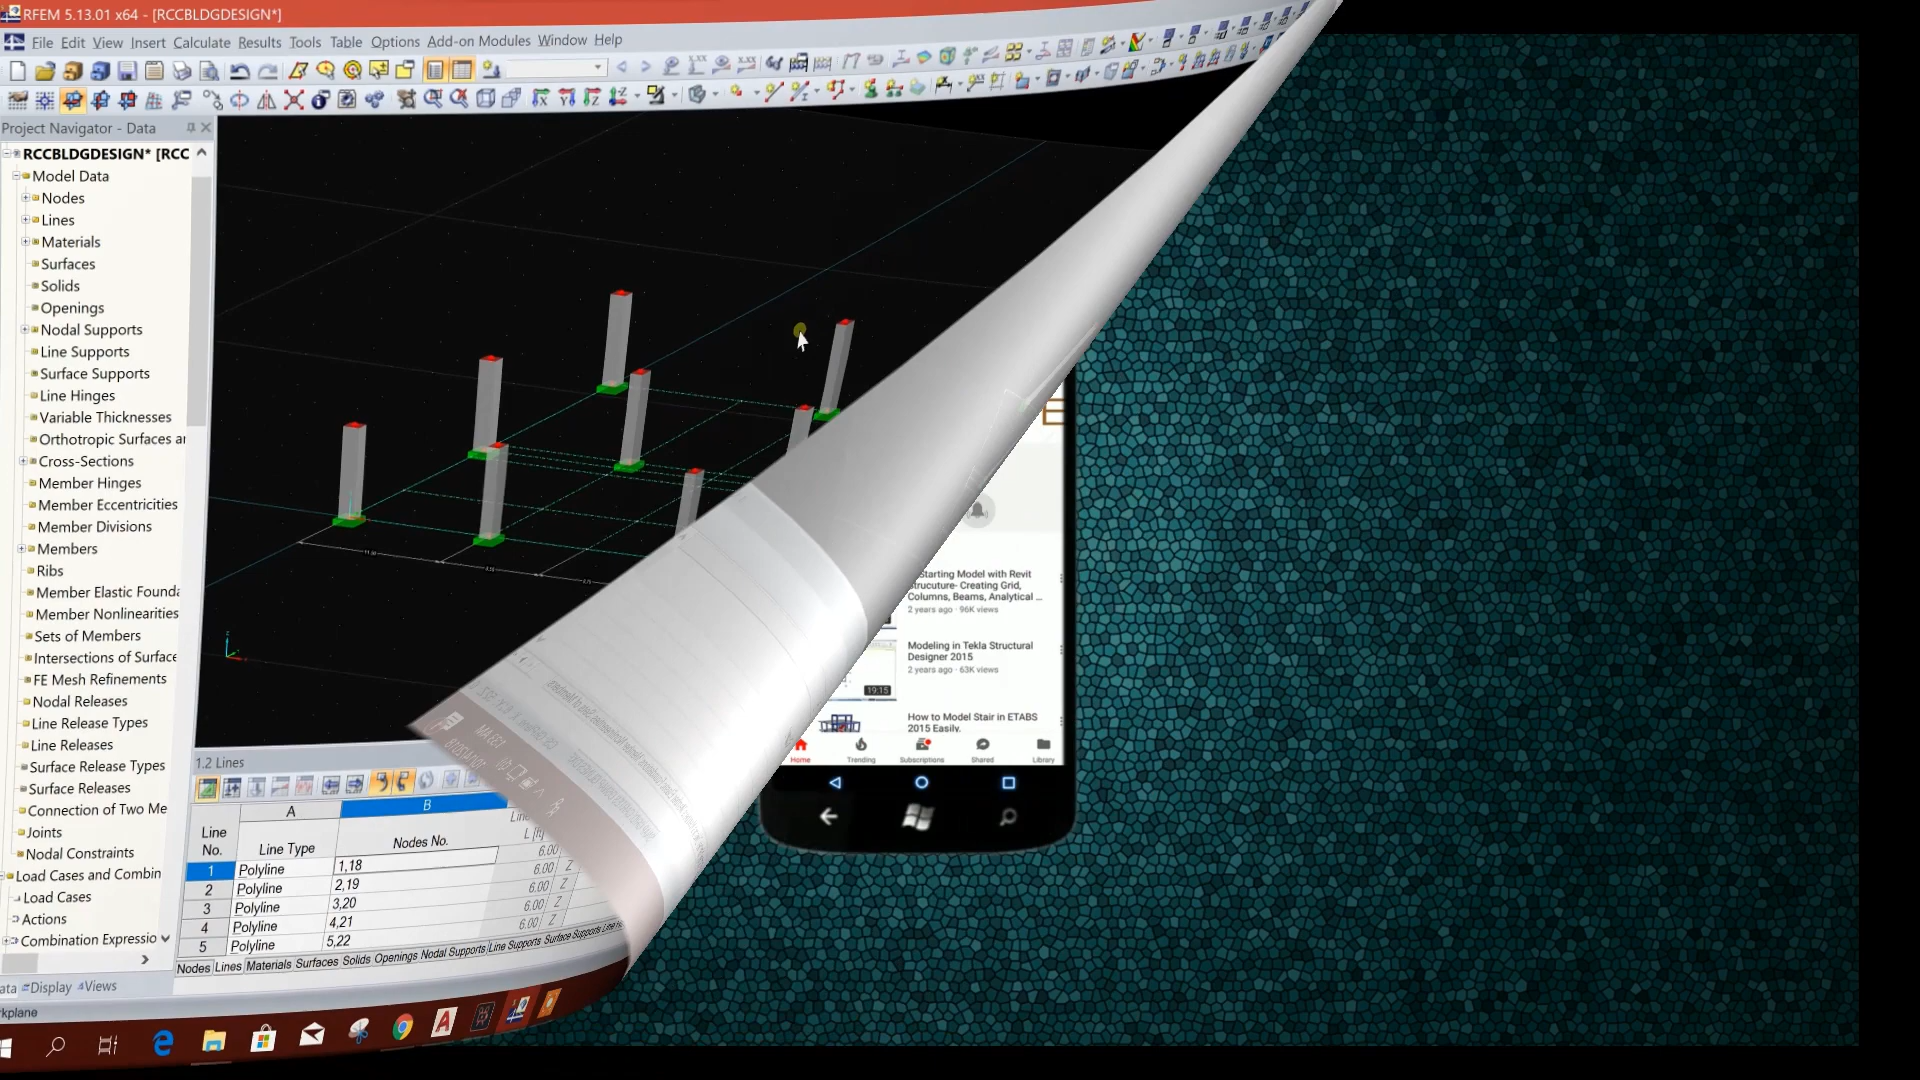 RFEM 5.13.01 x64 - [RCCBLDGDESIGN*]
File Edit View Insert Calculate Results Tools Table Options Add-on Modules Window Help
Project Navigator - Data
RCCBLDGDESIGN* [RCC
Model Data
Nodes
Lines
Materials
Surfaces
Solids
Openings
Nodal Supports
Line Supports
Surface Supports
Line Hinges
Variable Thicknesses
Orthotropic Surfaces ar
Cross-Sections
Member Hinges
Member Eccentricities
Member Divisions
Members
Ribs
Member Elastic Founda
Member Nonlinearities
Sets of Members
Intersections of Surface
FE Mesh Refinements
Nodal Releases
Line Release Types
Line Releases
Surface Release Types
Surface Releases
Connection of Two Me
Joints
Nodal Constraints
Load Cases and Combin
Load Cases
Actions
Combination Expressio
ata Display Views
rkplane
1.2 Lines
A B
Line No. Line Type Nodes No. L [ft]
1 Polyline 1,18 6.00
2 Polyline 2,19 6.00 Z
3 Polyline 3,20 6.00 Z
4 Polyline 4,21 6.00 Z
5 Polyline 5,22 6.00 Z
Nodes Lines Materials Surfaces Solids Openings Nodal Supports Line Supports Surface Supports
Starting Model with Revit
Strucuture- Creating Grid,
Columns, Beams, Analytical ...
2 years ago · 96K views
Modeling in Tekla Structural
Designer 2015
2 years ago · 63K views
19:15
How to Model Stair in ETABS
2015 Easily.
Home Trending Subscriptions Shared Library